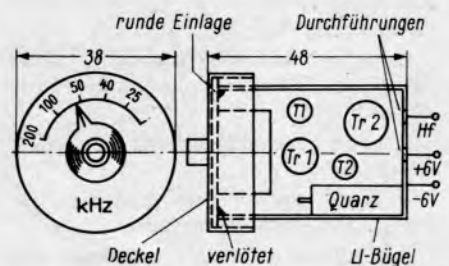 runde Einlage
Durchführungen
38
48
200
100
50
40
25
kHz
T1
Tr 2
Tr 1
T2
Quarz
Hf
+6V
-6V
Deckel
verlötet
U-Bügel